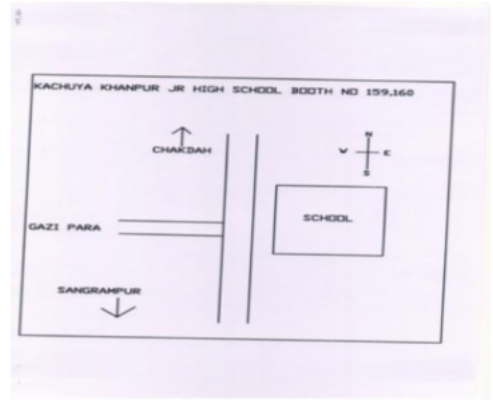 KACHUYA KHANPUR JR HIGH SCHOOL BOOTH NO 159,160
CHAKDAH
N
W E
S
SCHOOL
GAZI PARA
SANGRAMPUR